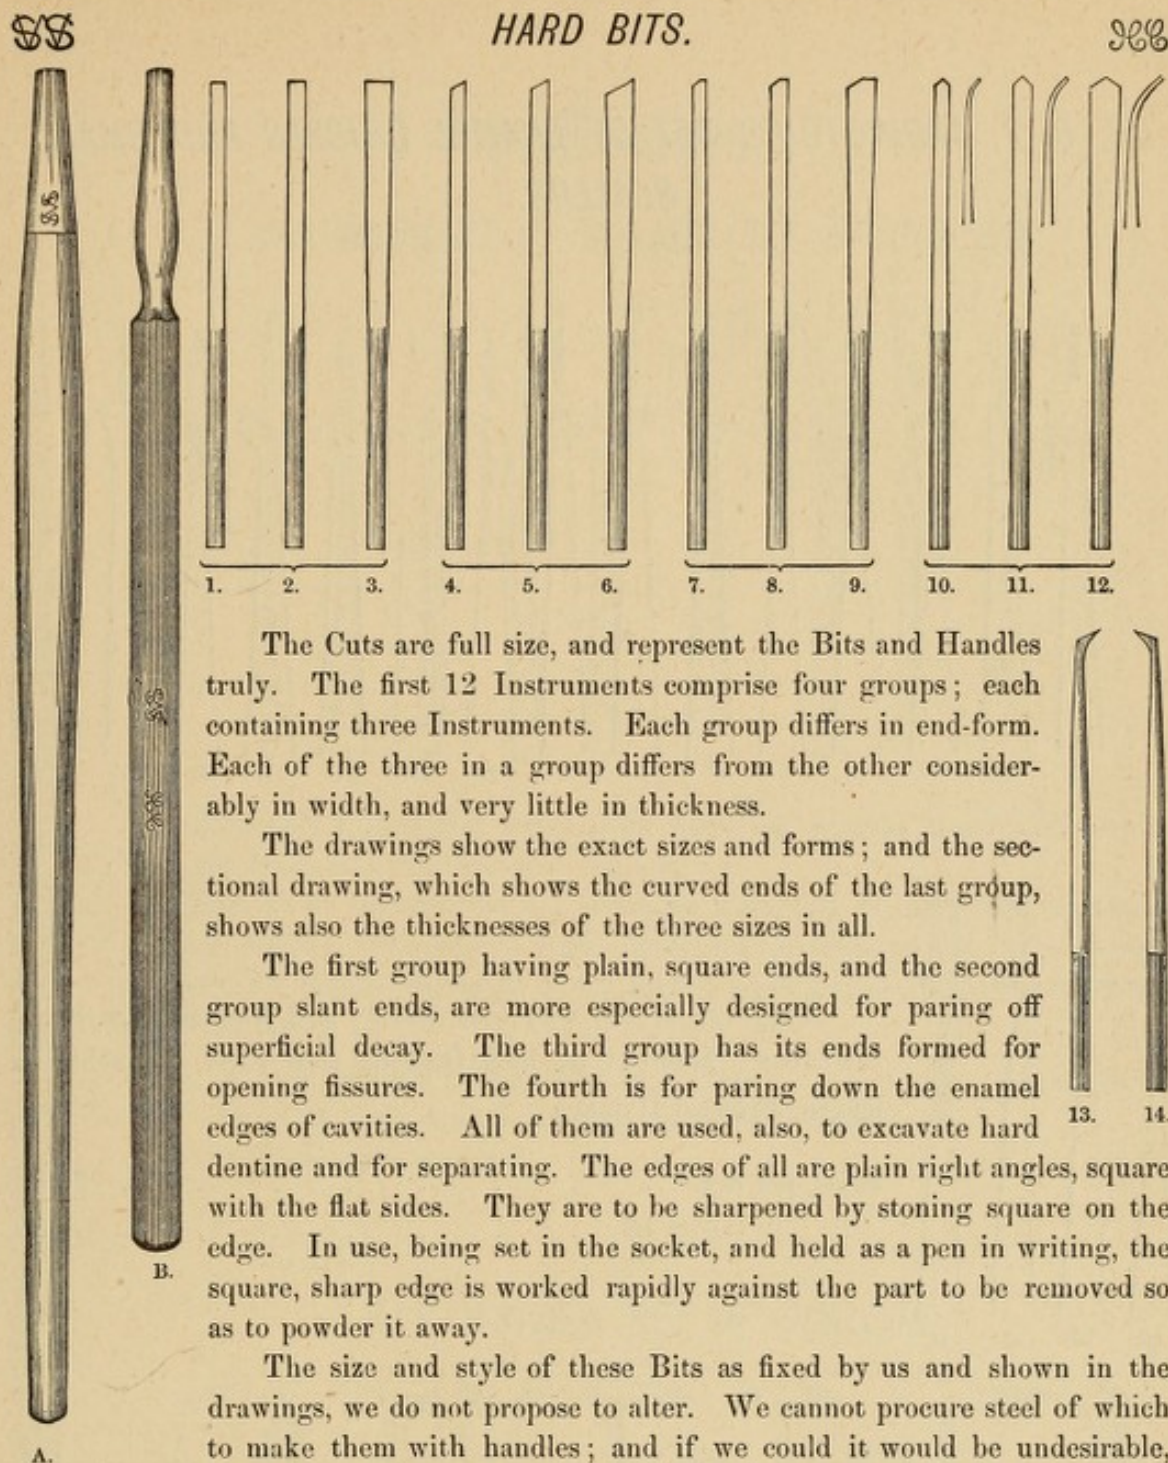 HARD BITS.
1. 2. 3. 4. 5. 6. 7. 8. 9. 10. 11. 12.
The Cuts are full size, and represent the Bits and Handles
truly. The first 12 Instruments comprise four groups; each
containing three Instruments. Each group differs in end-form.
Each of the three in a group differs from the other consider-
ably in width, and very little in thickness.
The drawings show the exact sizes and forms; and the sec-
tional drawing, which shows the curved ends of the last group,
shows also the thicknesses of the three sizes in all.
The first group having plain, square ends, and the second
group slant ends, are more especially designed for paring off
superficial decay. The third group has its ends formed for
opening fissures. The fourth is for paring down the enamel
edges of cavities. All of them are used, also, to excavate hard
13. 14.
dentine and for separating. The edges of all are plain right angles, square
with the flat sides. They are to be sharpened by stoning square on the
edge. In use, being set in the socket, and held as a pen in writing, the
square, sharp edge is worked rapidly against the part to be removed so
as to powder it away.
B.
The size and style of these Bits as fixed by us and shown in the
drawings, we do not propose to alter. We cannot procure steel of which
to make them with handles; and if we could it would be undesirable,
A.